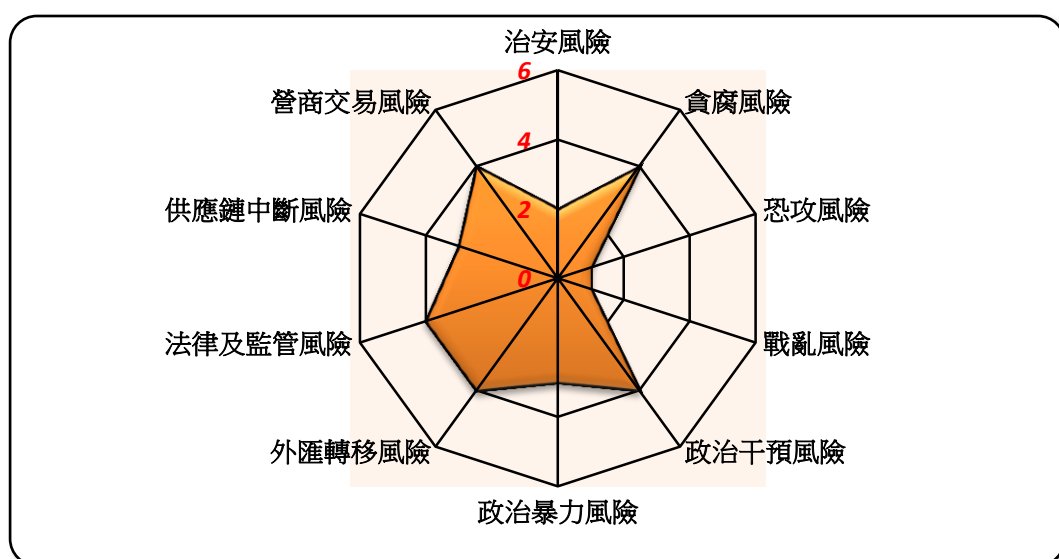 治安風險
6
營商交易風險
貪腐風險
4
供應鏈中斷風險
2
恐攻風險
0
法律及監管風險
戰亂風險
外匯轉移風險
政治干預風險
政治暴力風險